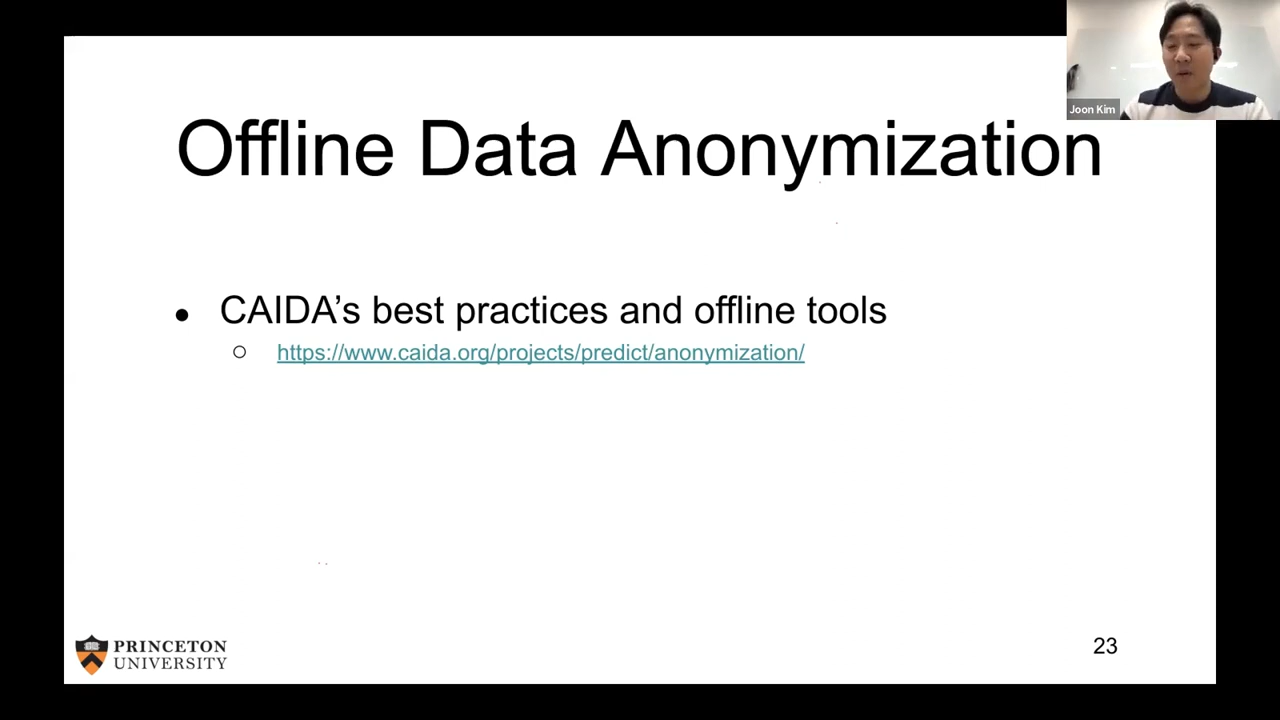 Joon Kim
Offline Data Anonymization
● CAIDA’s best practices and offline tools
○ https://www.caida.org/projects/predict/anonymization/
PRINCETON
UNIVERSITY
23